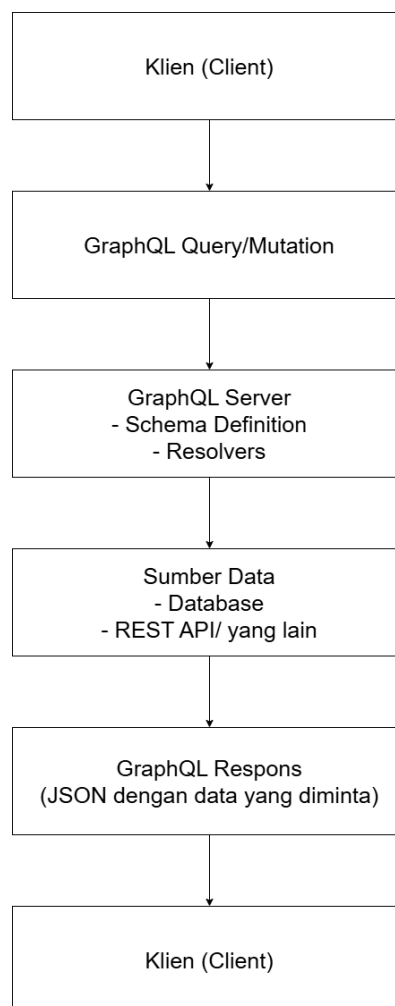 Klien (Client)
GraphQL Query/Mutation
GraphQL Server
- Schema Definition
- Resolvers
Sumber Data
- Database
- REST API/ yang lain
GraphQL Respons
(JSON dengan data yang diminta)
Klien (Client)